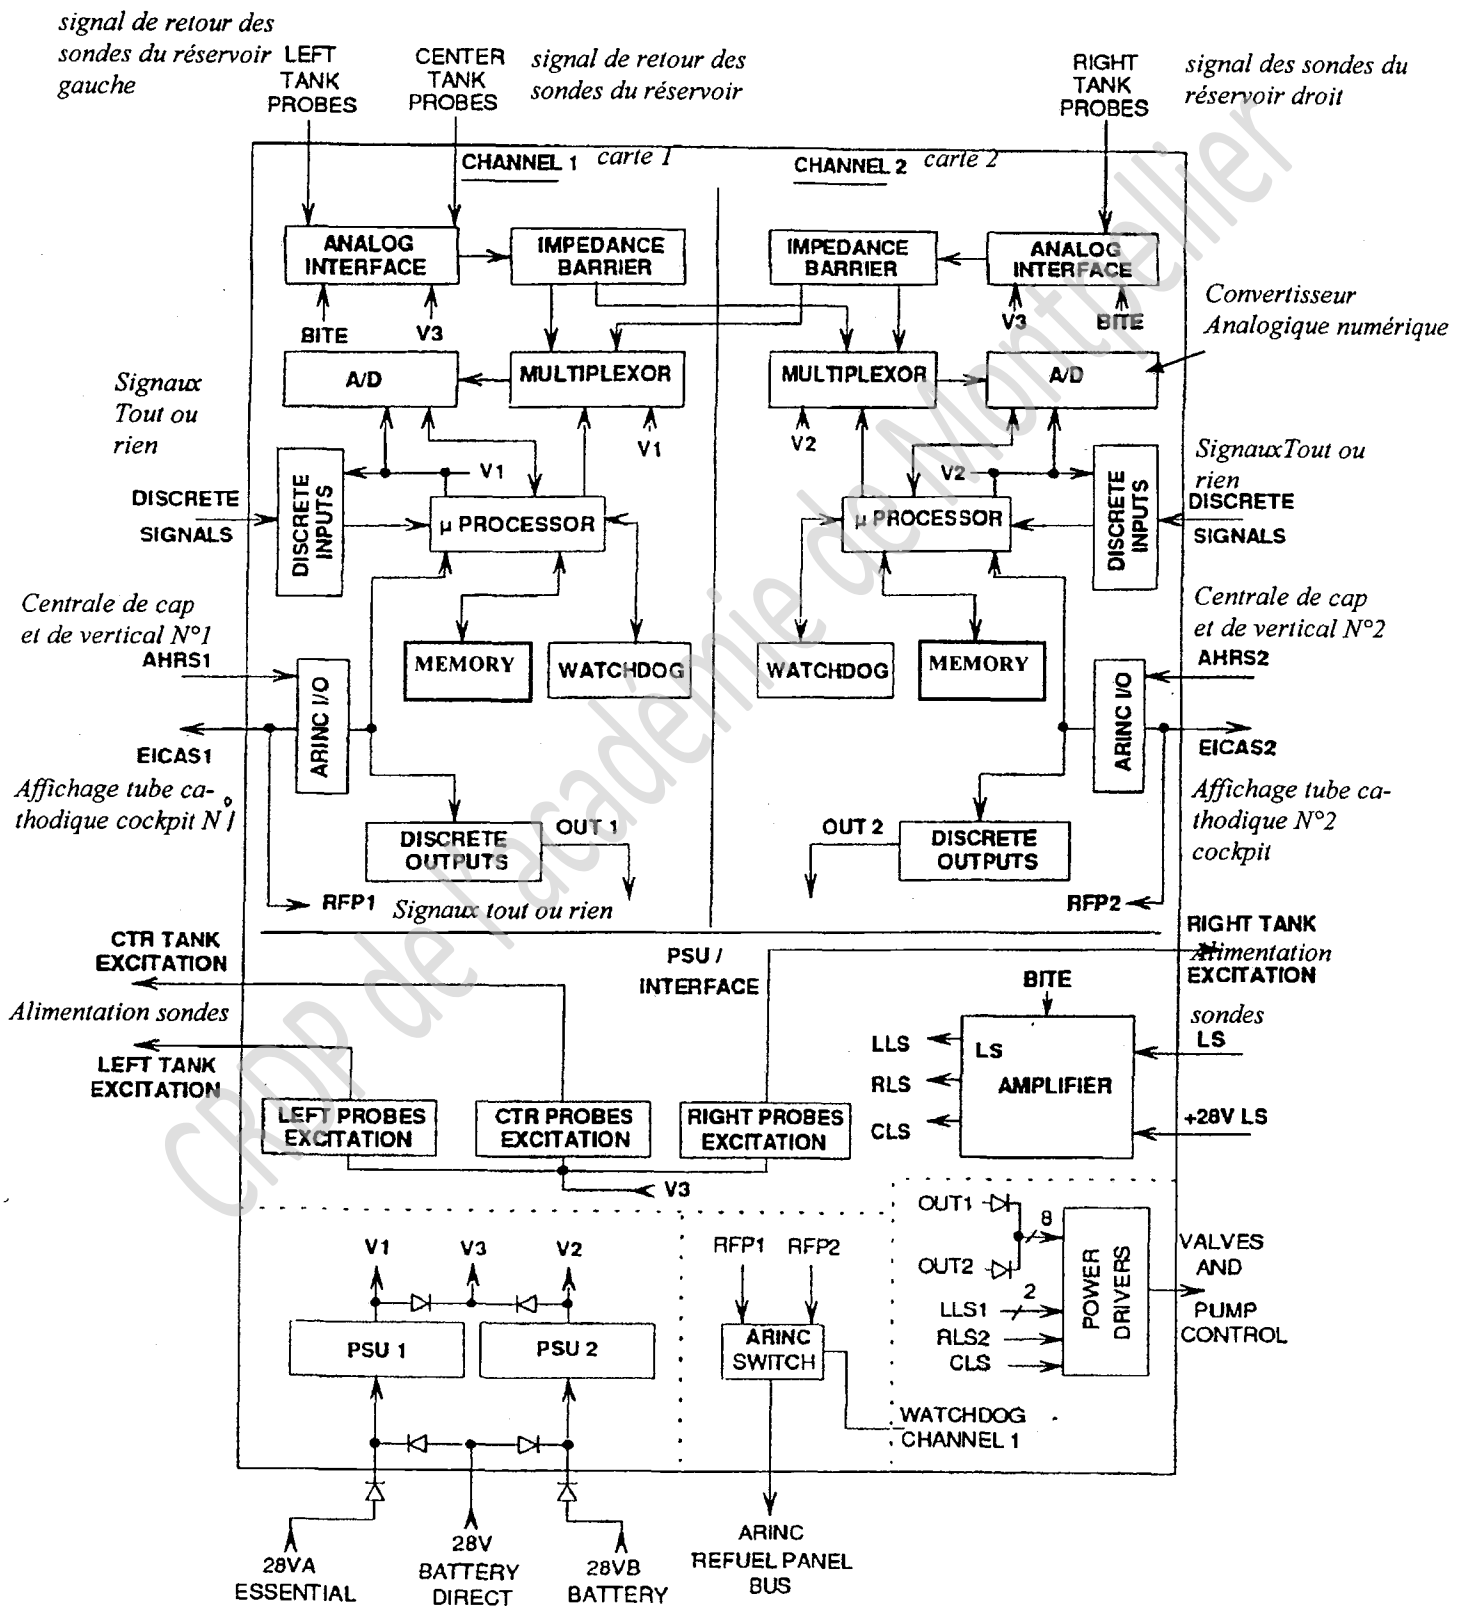 signal de retour des
sondes du réservoir
gauche
LEFT
TANK
PROBES
CENTER
TANK
PROBES
signal de retour des
sondes du réservoir
RIGHT
TANK
PROBES
signal des sondes du
réservoir droit
CHANNEL 1
carte 1
CHANNEL 2
carte 2
ANALOG
INTERFACE
IMPEDANCE
BARRIER
IMPEDANCE
BARRIER
ANALOG
INTERFACE
BITE
V3
V3
BITE
Convertisseur
Analogique numérique
A/D
MULTIPLEXOR
MULTIPLEXOR
A/D
Signaux
Tout ou
rien
V1
V2
Signaux Tout ou
rien
V1
V2
DISCRETE
SIGNALS
DISCRETE
INPUTS
µ PROCESSOR
µ PROCESSOR
DISCRETE
INPUTS
DISCRETE
SIGNALS
Centrale de cap
et de vertical N°1
AHRS1
Centrale de cap
et de vertical N°2
AHRS2
MEMORY
WATCHDOG
WATCHDOG
MEMORY
ARINC I/O
ARINC I/O
EICAS1
EICAS2
Affichage tube ca-
thodique cockpit N°1
Affichage tube ca-
thodique N°2
cockpit
DISCRETE
OUTPUTS
OUT 1
OUT 2
DISCRETE
OUTPUTS
RFP1
Signaux tout ou rien
RFP2
CTR TANK
EXCITATION
PSU /
INTERFACE
RIGHT TANK
Alimentation
EXCITATION
sondes
Alimentation sondes
LEFT TANK
EXCITATION
BITE
LS
AMPLIFIER
LLS
RLS
CLS
LS
+28V LS
LEFT PROBES
EXCITATION
CTR PROBES
EXCITATION
RIGHT PROBES
EXCITATION
V3
V1
V3
V2
PSU 1
PSU 2
RFP1
RFP2
ARINC
SWITCH
OUT1
OUT2
8
LLS1
2
RLS2
CLS
POWER
DRIVERS
VALVES AND
PUMP
CONTROL
WATCHDOG
CHANNEL 1
28VA
ESSENTIAL
28V
BATTERY
DIRECT
28VB
BATTERY
ARINC
REFUEL PANEL
BUS
CRDP de l'académie de Montpellier